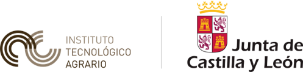 INSTITUTO
TECNOLÓGICO
AGRARIO
Junta de
Castilla y León